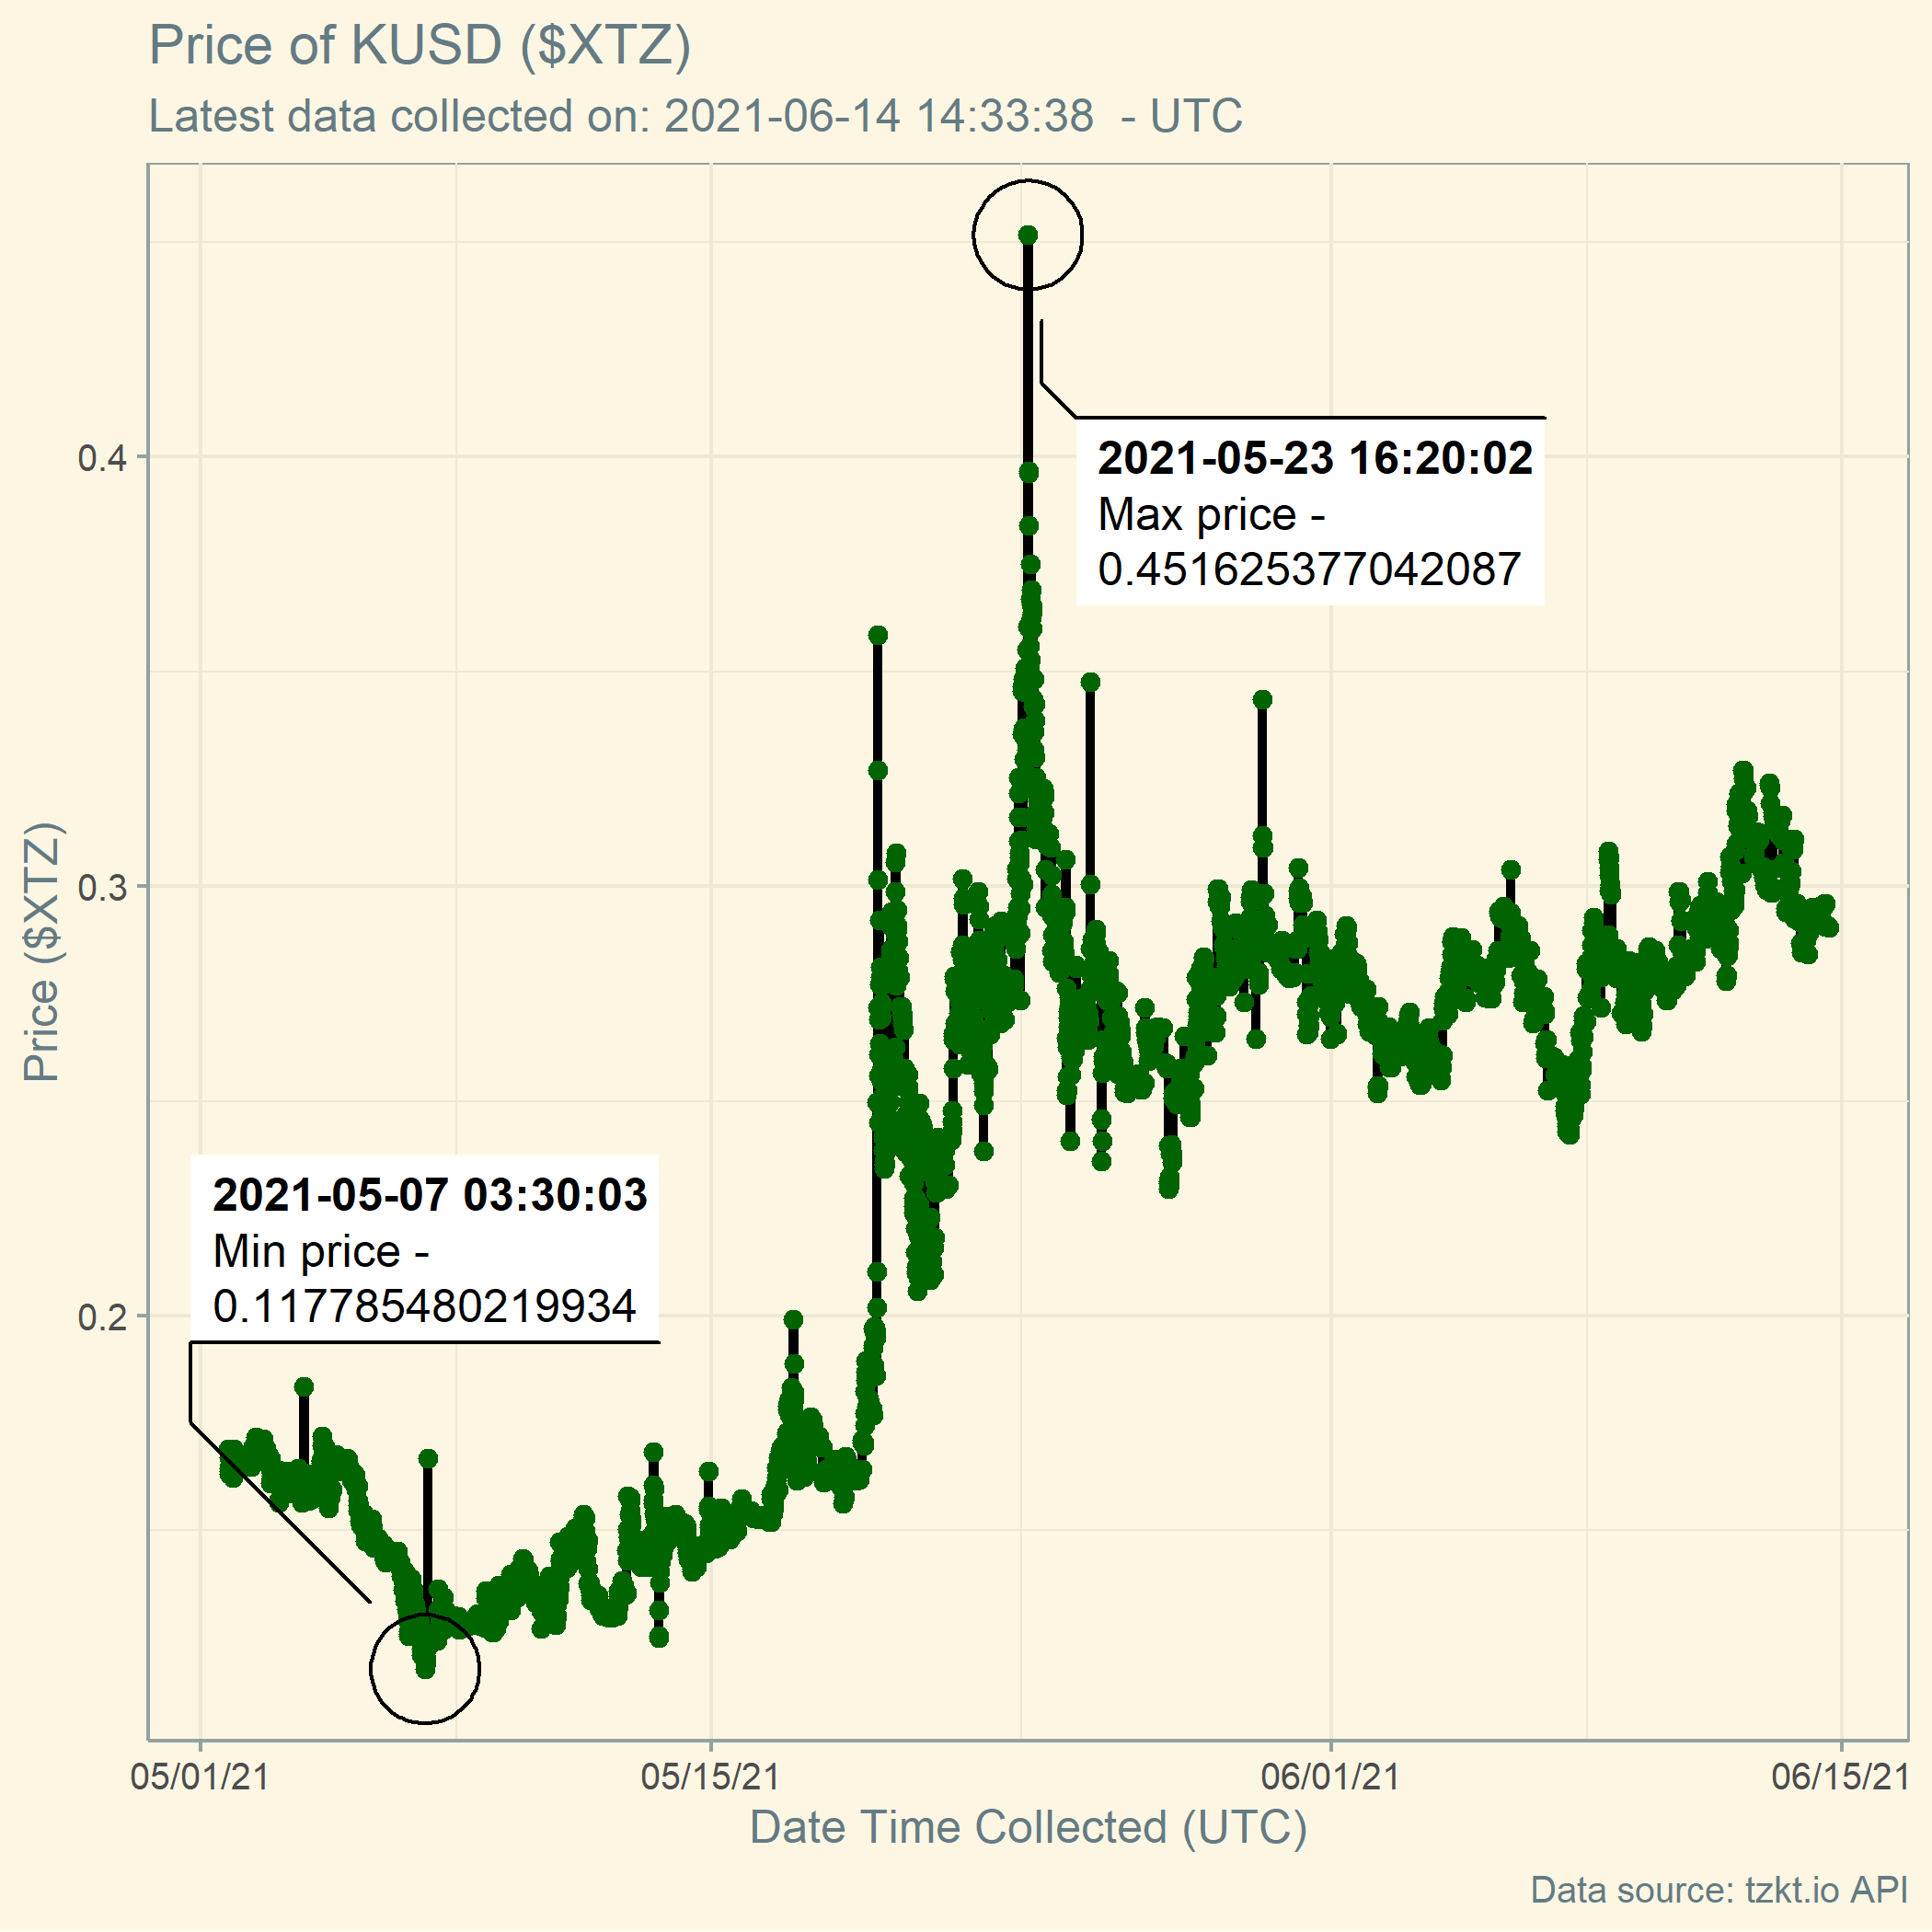 Price of KUSD ($XTZ)
Latest data collected on: 2021-06-14 14:33:38  - UTC
2021-05-23 16:20:02
Max price -
0.451625377042087
2021-05-07 03:30:03
Min price -
0.117785480219934
Price ($XTZ)
0.4
0.3
0.2
05/01/21
05/15/21
06/01/21
06/15/21
Date Time Collected (UTC)
Data source: tzkt.io API